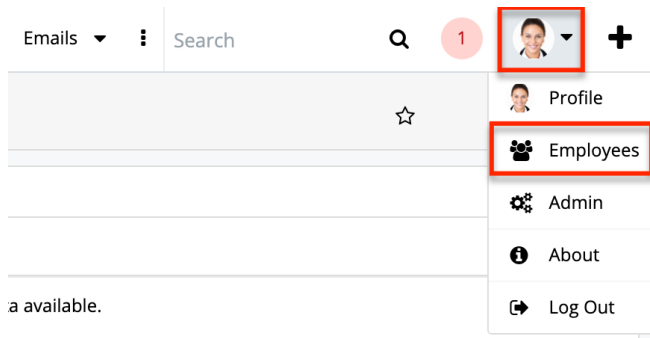 Emails
Search
1
Profile
Employees
Admin
About
Log Out
a available.